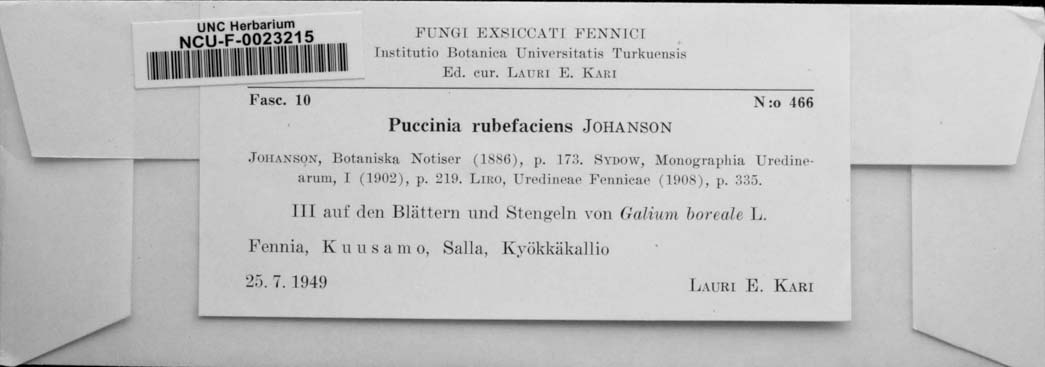 UNC Herbarium
NCU-F-0023215
FUNGI EXSICCATI FENNICI
Institutio Botanica Universitatis Turkuensis
Ed. cur. LAURI E. KARI
Fasc. 10 N:o 466
Puccinia rubefaciens JOHANSON
JOHANSON, Botaniska Notiser (1886), p. 173. SYDOW, Monographia Uredine-
arum, I (1902), p. 219. LIRO, Uredineae Fennicae (1908), p. 335.
III auf den Blättern und Stengeln von Galium boreale L.
Fennia, Kuusamo, Salla, Kyökkäkallio
25. 7. 1949 LAURI E. KARI